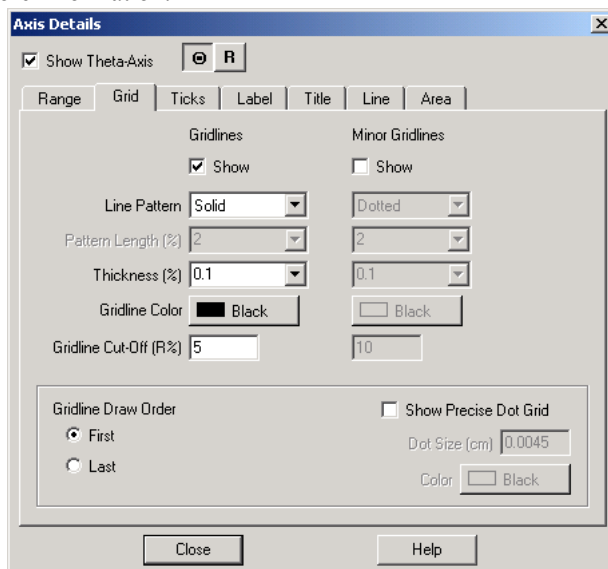 Axis Details
Show Theta-Axis Θ R
Range Grid Ticks Label Title Line Area
Gridlines Minor Gridlines
Show Show
Line Pattern Solid Dotted
Pattern Length (%) 2 2
Thickness (%) 0.1 0.1
Gridline Color Black Black
Gridline Cut-Off (R%) 5 10
Gridline Draw Order Show Precise Dot Grid
First Dot Size (cm) 0.0045
Last Color Black
Close Help